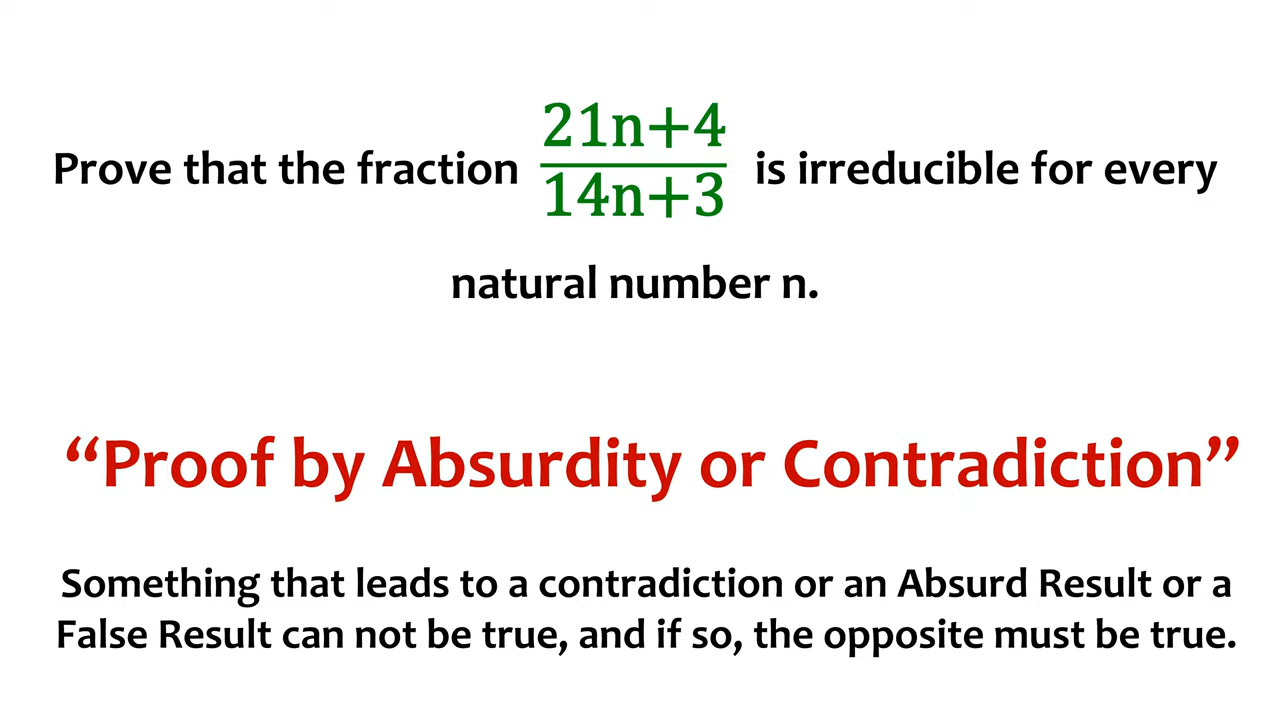 Prove that the fraction 21n+4/14n+3 is irreducible for every
natural number n.
“Proof by Absurdity or Contradiction”
Something that leads to a contradiction or an Absurd Result or a
False Result can not be true, and if so, the opposite must be true.